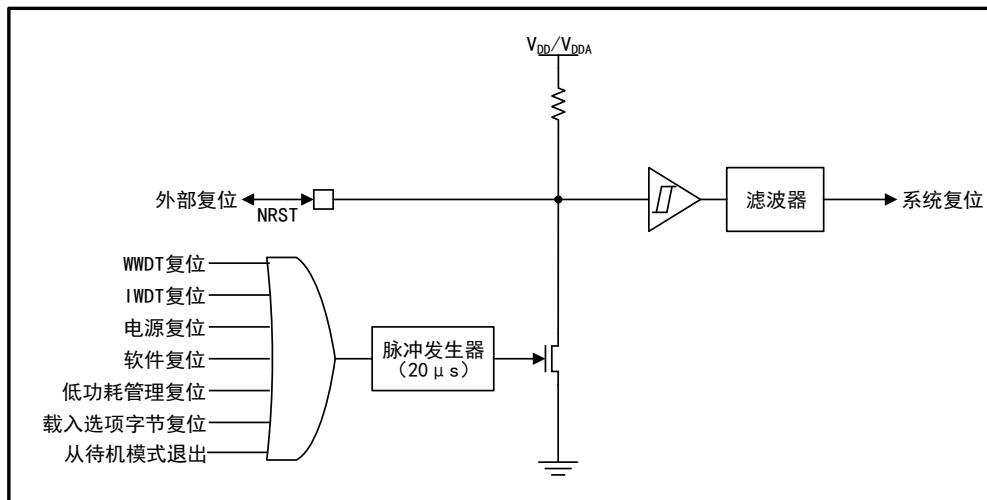 VDD/VDDA
外部复位
NRST
滤波器
系统复位
WWDT复位
IWDT复位
电源复位
软件复位
低功耗管理复位
载入选项字节复位
从待机模式退出
脉冲发生器
（20μs）